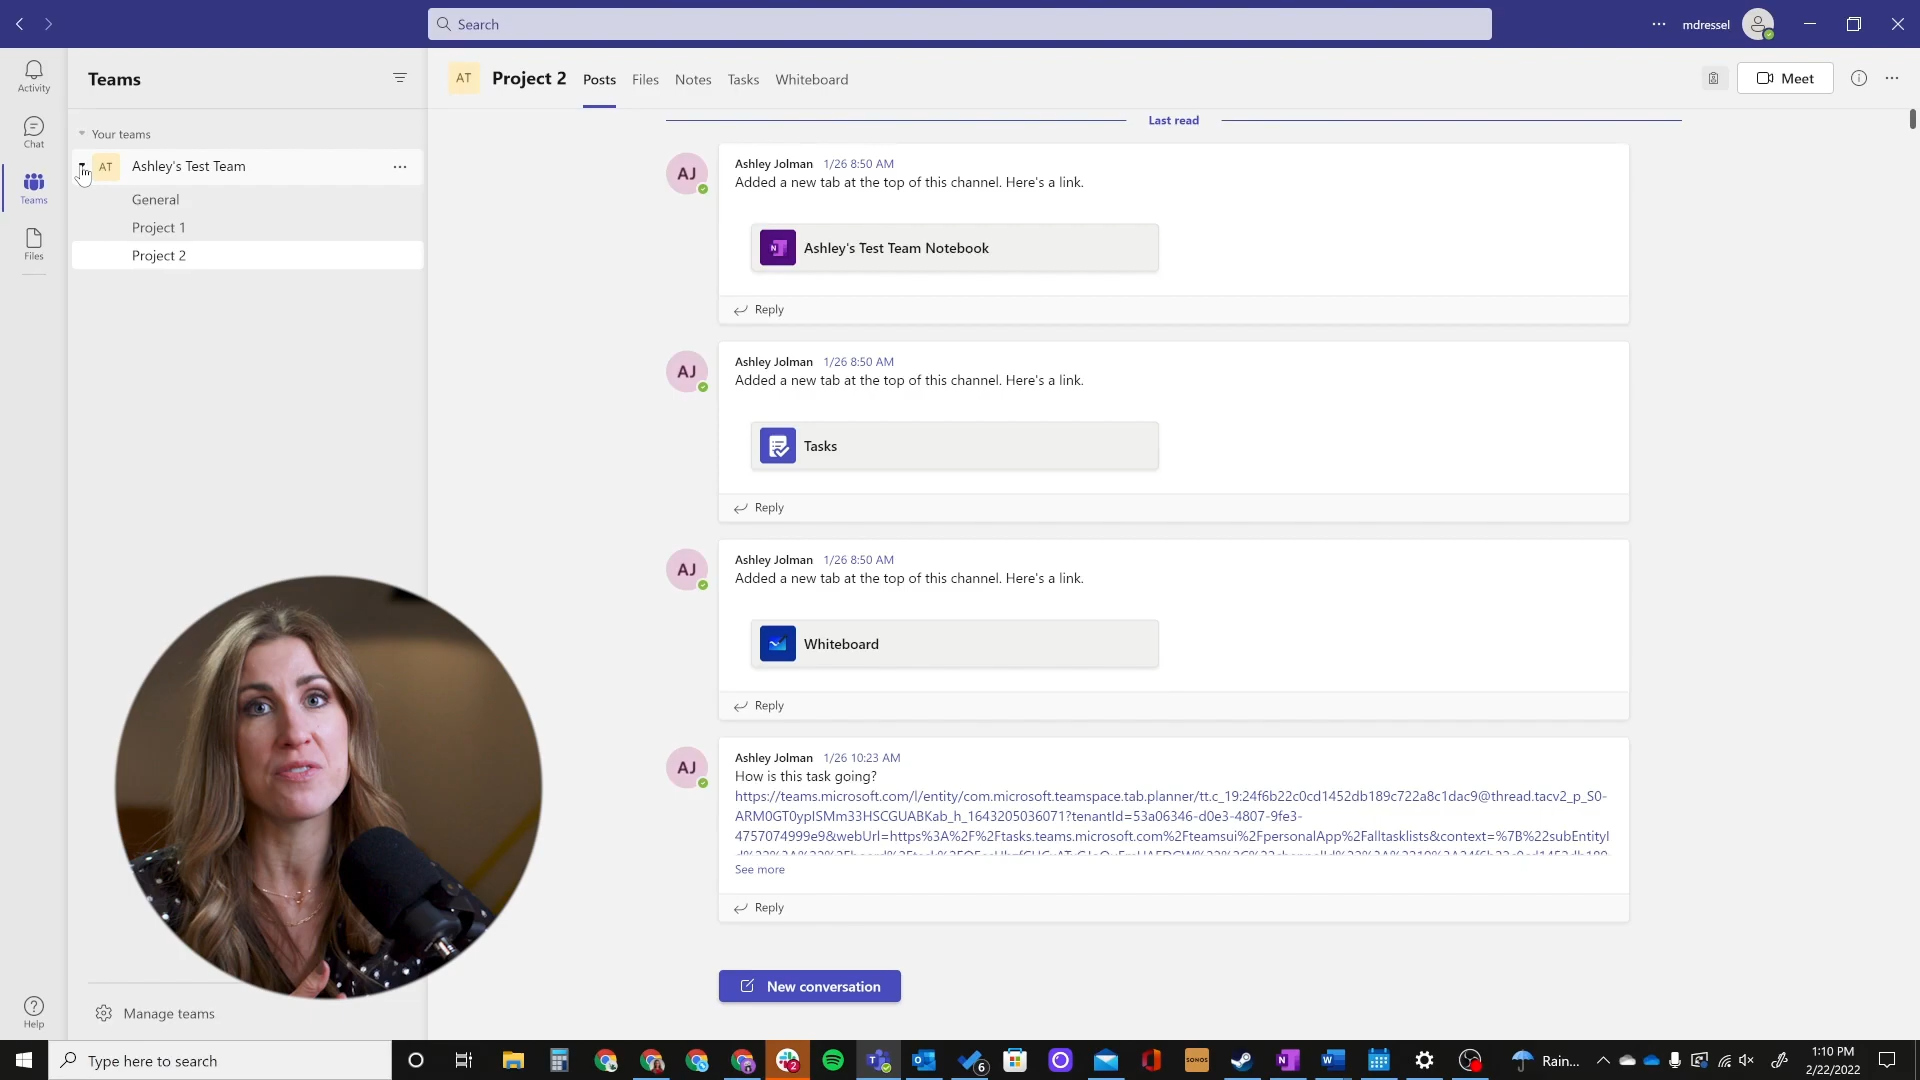 Search
mdressel
Activity
Chat
Teams
Files
Help
Teams
Your teams
AT Ashley's Test Team
General
Project 1
Project 2
Manage teams
AT Project 2 Posts Files Notes Tasks Whiteboard
Meet
Last read
AJ Ashley Jolman 1/26 8:50 AM
Added a new tab at the top of this channel. Here's a link.
Ashley's Test Team Notebook
Reply
AJ Ashley Jolman 1/26 8:50 AM
Added a new tab at the top of this channel. Here's a link.
Tasks
Reply
AJ Ashley Jolman 1/26 8:50 AM
Added a new tab at the top of this channel. Here's a link.
Whiteboard
Reply
AJ Ashley Jolman 1/26 10:23 AM
How is this task going?
https://teams.microsoft.com/l/entity/com.microsoft.teamspace.tab.planner/tt.c_19:24f6b22c0cd1452db189c722a8c1dac9@thread.tacv2_p_S0-
ARM0GT0ypISMm33HSCGUABKab_h_1643205036071?tenantId=53a06346-d0e3-4807-9fe3-
4757074999e9&webUrl=https%3A%2F%2Ftasks.teams.microsoft.com%2Fteamsui%2FpersonalApp%2Falltasklists&context=%7B%22subEntityI
See more
Reply
New conversation
Type here to search
2
SONOS
6
Rain...
1:10 PM
2/22/2022